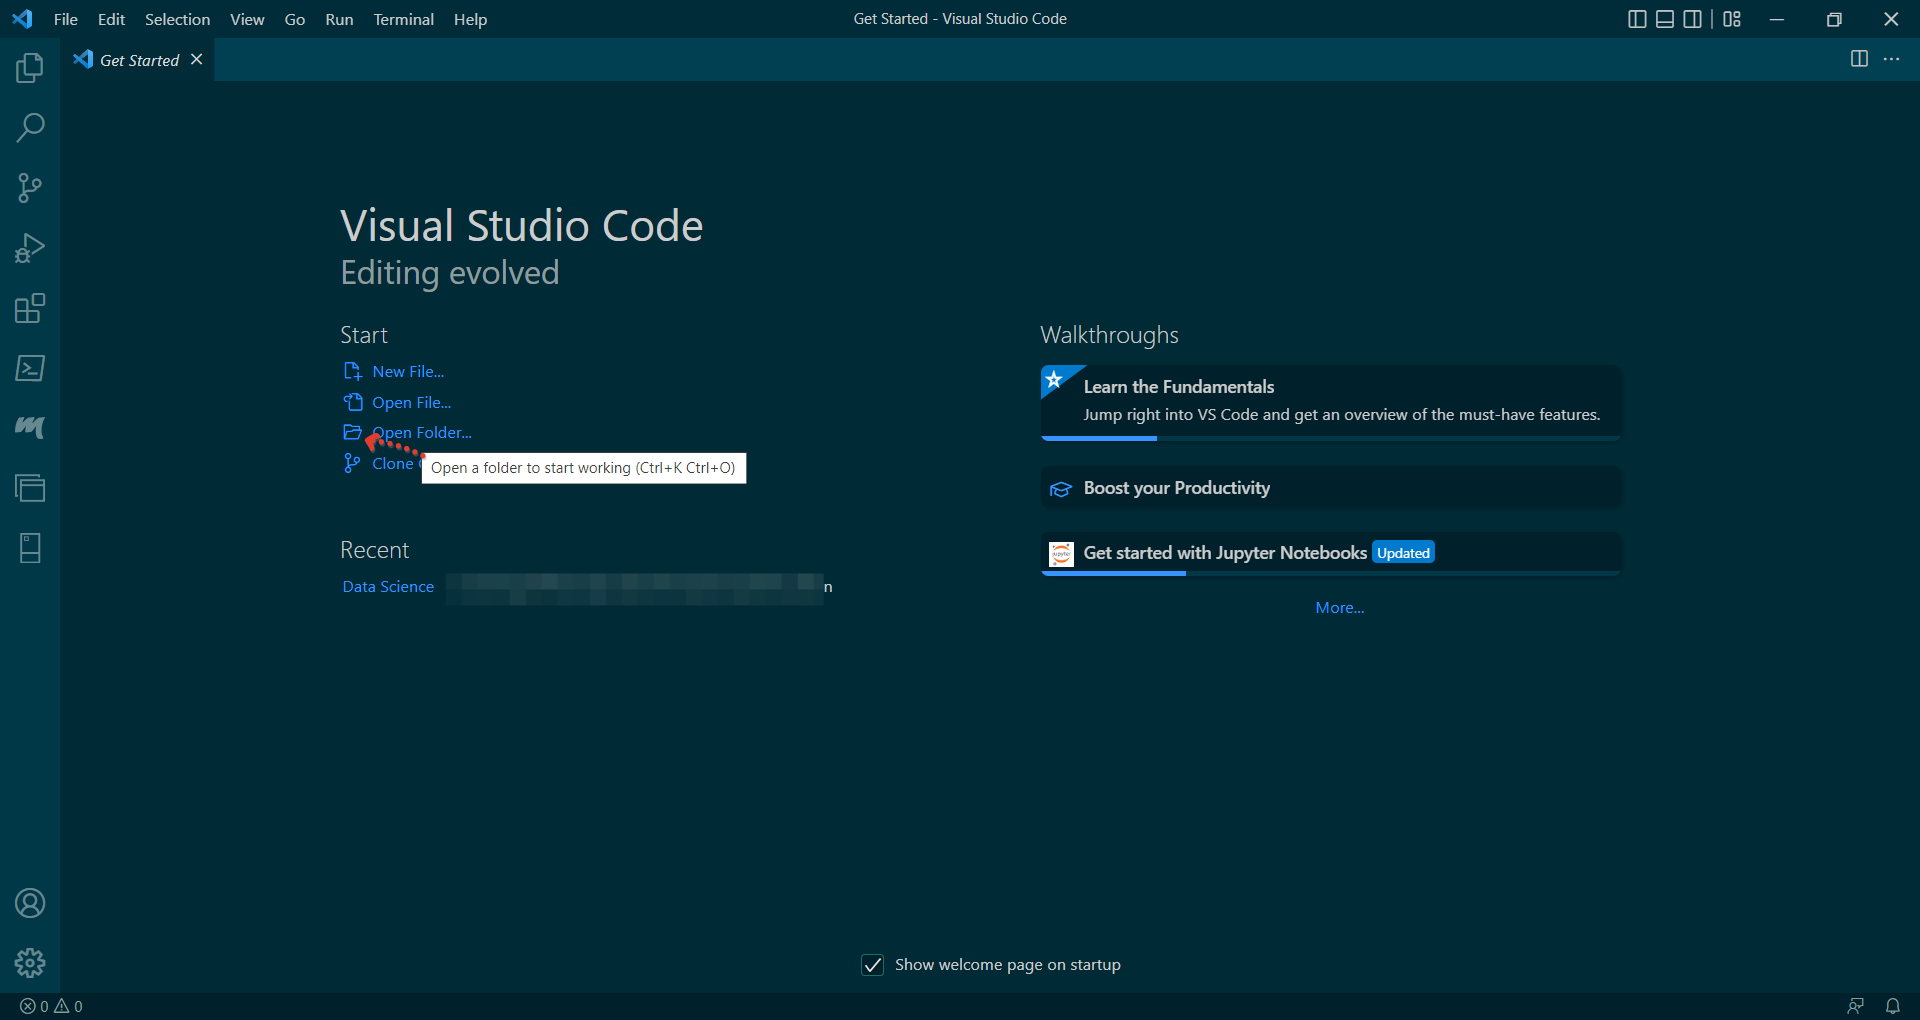 File Edit Selection View Go Run Terminal Help
Get Started - Visual Studio Code
Get Started
Visual Studio Code
Editing evolved
Start
New File...
Open File...
Open Folder...
Clone
Open a folder to start working (Ctrl+K Ctrl+O)
Recent
Data Science n
Walkthroughs
Learn the Fundamentals
Jump right into VS Code and get an overview of the must-have features.
Boost your Productivity
Jupyter
Get started with Jupyter Notebooks Updated
More...
Show welcome page on startup
0 0